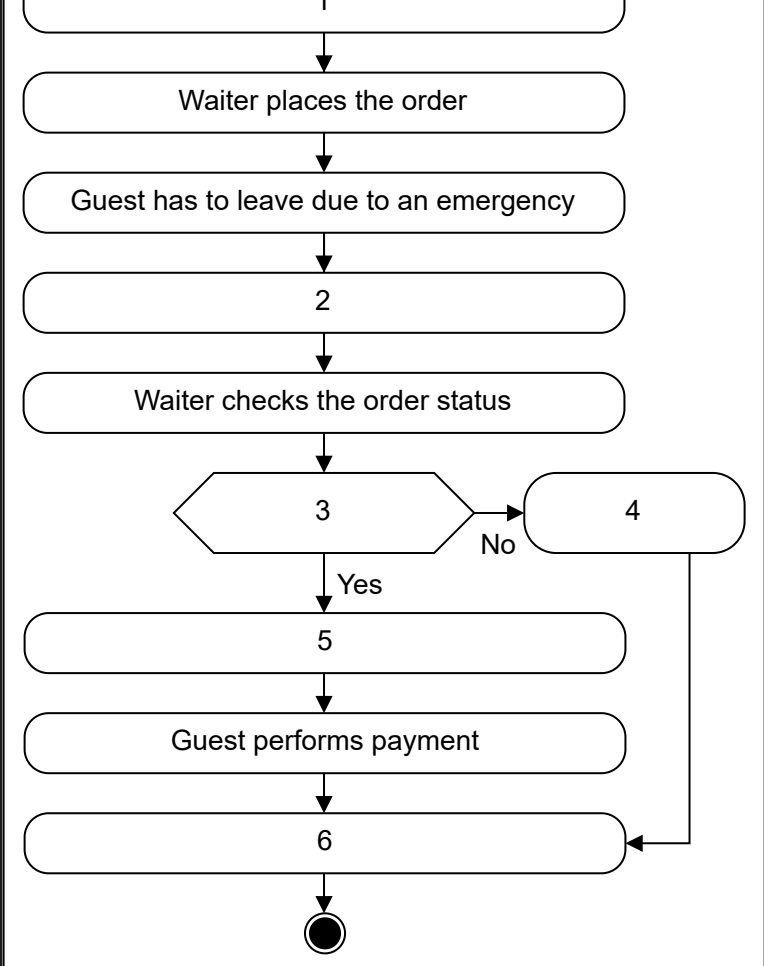 Waiter places the order
Guest has to leave due to an emergency
2
Waiter checks the order status
3
4
No
Yes
5
Guest performs payment
6